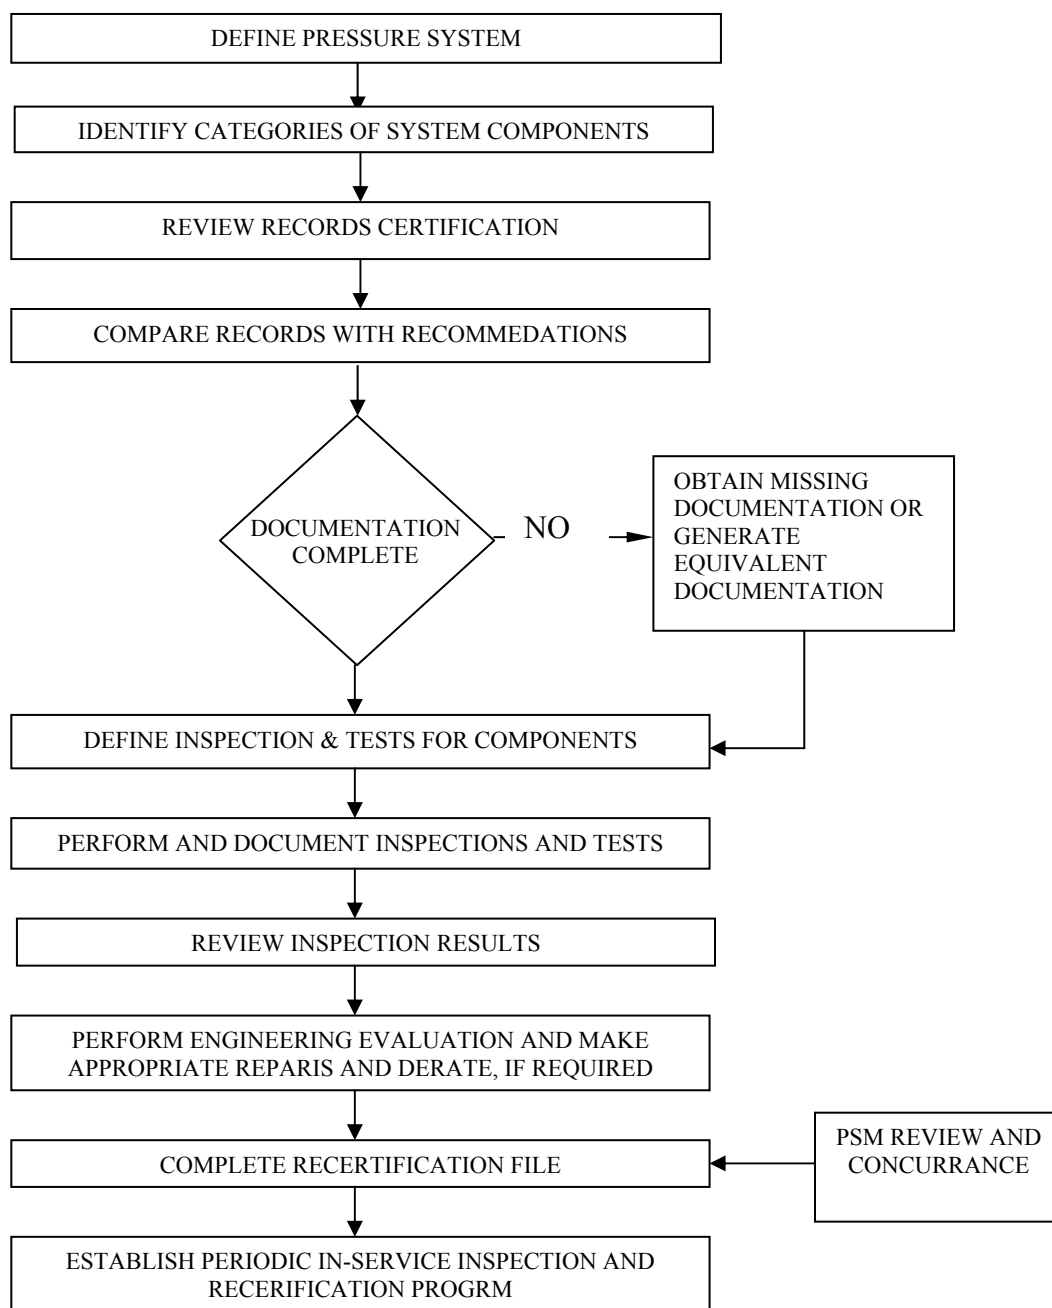 DEFINE PRESSURE SYSTEM
IDENTIFY CATEGORIES OF SYSTEM COMPONENTS
REVIEW RECORDS CERTIFICATION
COMPARE RECORDS WITH RECOMMEDATIONS
DOCUMENTATION
COMPLETE
NO
OBTAIN MISSING
DOCUMENTATION OR
GENERATE
EQUIVALENT
DOCUMENTATION
DEFINE INSPECTION & TESTS FOR COMPONENTS
PERFORM AND DOCUMENT INSPECTIONS AND TESTS
REVIEW INSPECTION RESULTS
PERFORM ENGINEERING EVALUATION AND MAKE
APPROPRIATE REPARIS AND DERATE, IF REQUIRED
COMPLETE RECERTIFICATION FILE
PSM REVIEW AND
CONCURRANCE
ESTABLISH PERIODIC IN-SERVICE INSPECTION AND
RECERIFICATION PROGRM